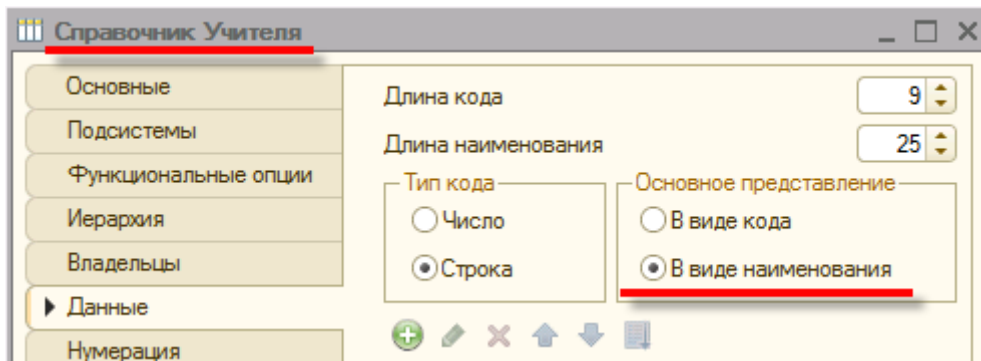 Справочник Учителя
Основные
Подсистемы
Функциональные опции
Иерархия
Владельцы
Данные
Нумерация
Длина кода 9
Длина наименования 25
Тип кода
Число
Строка
Основное представление
В виде кода
В виде наименования